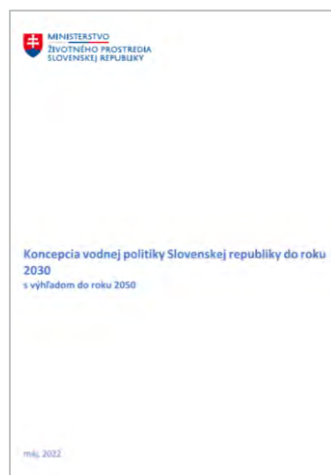 MINISTERSTVO
ŽIVOTNÉHO PROSTREDIA
SLOVENSKEJ REPUBLIKY
Koncepcia vodnej politiky Slovenskej republiky do roku
2030
s výhľadom do roku 2050
máj, 2022